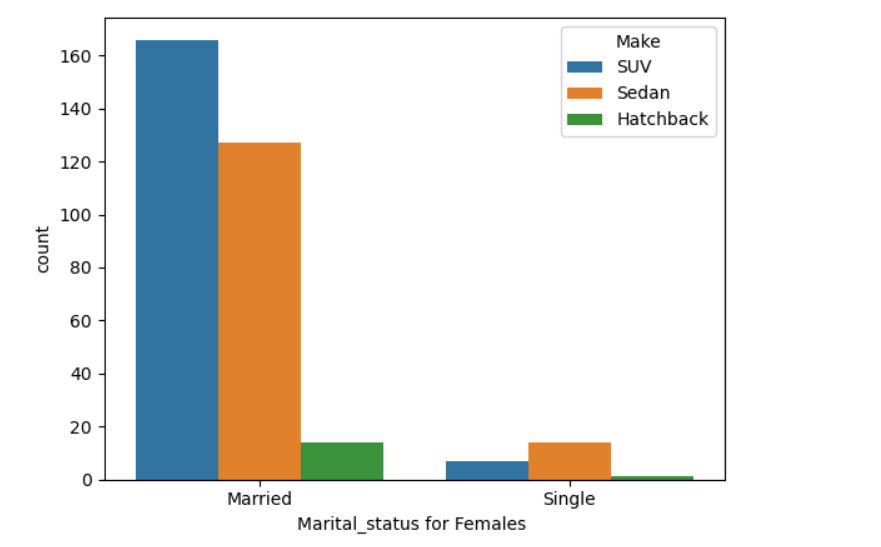 Make
SUV
Sedan
Hatchback
160
140
120
100
80
60
40
20
0
count
Married
Single
Marital_status for Females